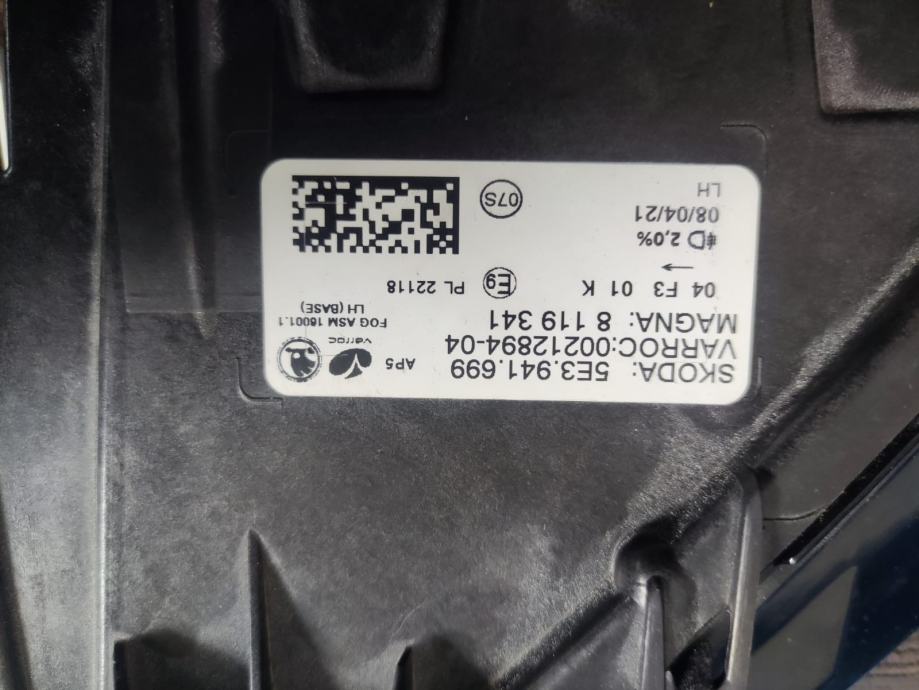 SKODA: 5E3.941.699
VARROC:00212894-04
MAGNA: 8 119 341
AP5
varroc
FOG ASM 18001.1
LH (BASE)
04 F3 01 K
E9
PL 22118
2,0%
08/04/21
LH
07S